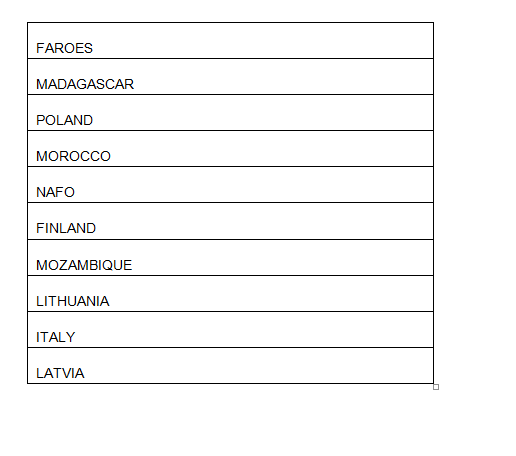 FAROES
MADAGASCAR
POLAND
MOROCCO
NAFO
FINLAND
MOZAMBIQUE
LITHUANIA
ITALY
LATVIA